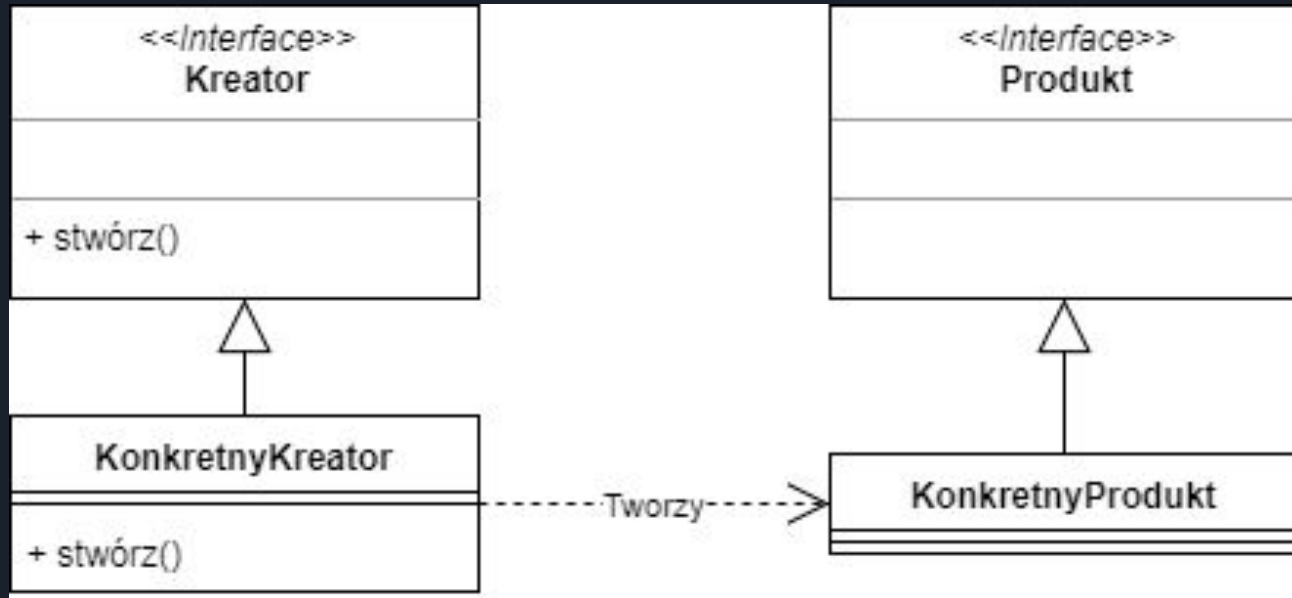 <<Interface>>
Kreator
+ stwórz()
<<Interface>>
Produkt
KonkretnyKreator
+ stwórz()
Tworzy
KonkretnyProdukt